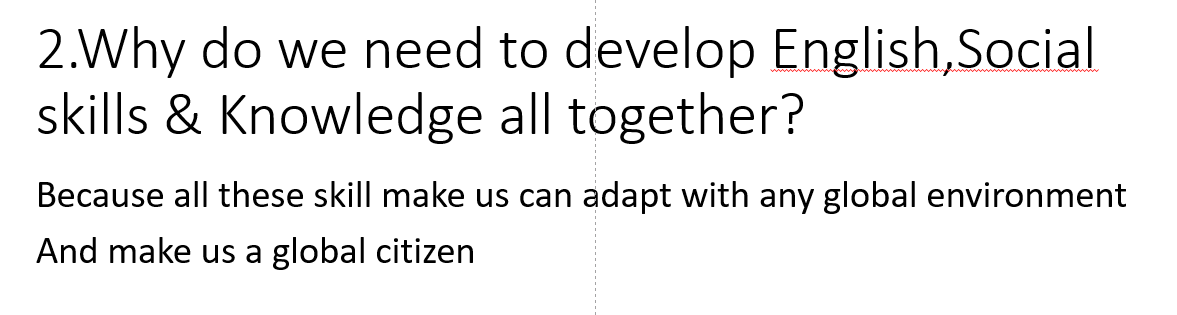 2.Why do we need to develop English,Social
skills & Knowledge all together?
Because all these skill make us can adapt with any global environment
And make us a global citizen